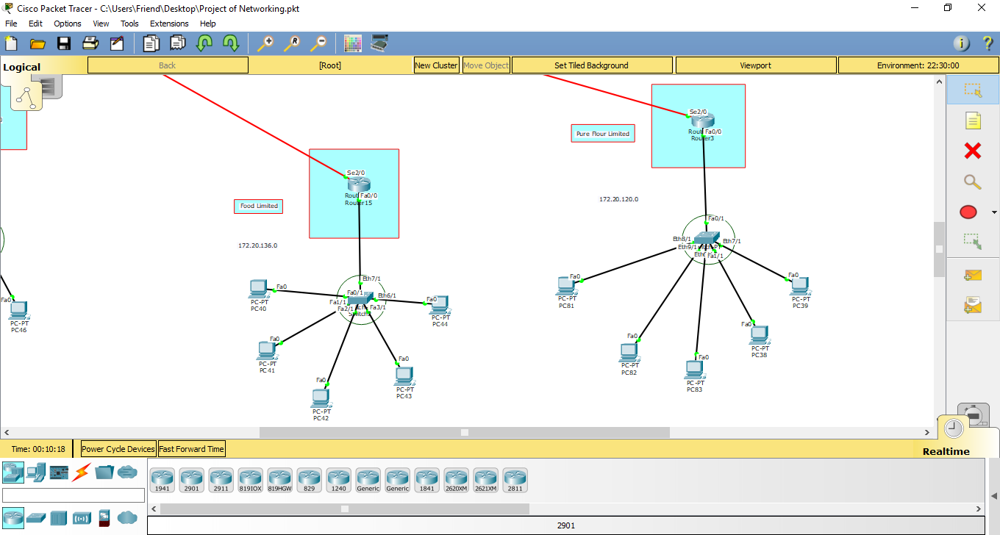 Cisco Packet Tracer - C:\Users\Friend\Desktop\Project of Networking.pkt
File Edit Options View Tools Extensions Help
Logical
Back
[Root]
New Cluster
Move Object
Set Tiled Background
Viewport
Environment: 22:30:00
Se2/0
Fa0/0
Router3
Pure Flour Limited
172.20.120.0
Fa0/1
Eth8/1
Eth9/1
Eth7/1
Fa1/1
Fa0
PC-PT
PC81
Fa0
PC-PT
PC39
Fa0
PC-PT
PC38
Fa0
PC-PT
PC82
Fa0
PC-PT
PC83
Se2/0
Fa0/0
Router15
Food Limited
172.20.136.0
Eth7/1
Fa0/1
Eth6/1
Fa1/1
Fa2/1
Fa3/1
Fa0
PC-PT
PC40
Fa0
PC-PT
PC44
Fa0
PC-PT
PC41
Fa0
PC-PT
PC43
Fa0
PC-PT
PC42
Fa0
PC-PT
PC46
Time: 00:10:18
Power Cycle Devices
Fast Forward Time
Realtime
1941
2901
2911
819IOX
819HGW
829
1240
Generic
Generic
1841
2620XM
2621XM
2811
2901